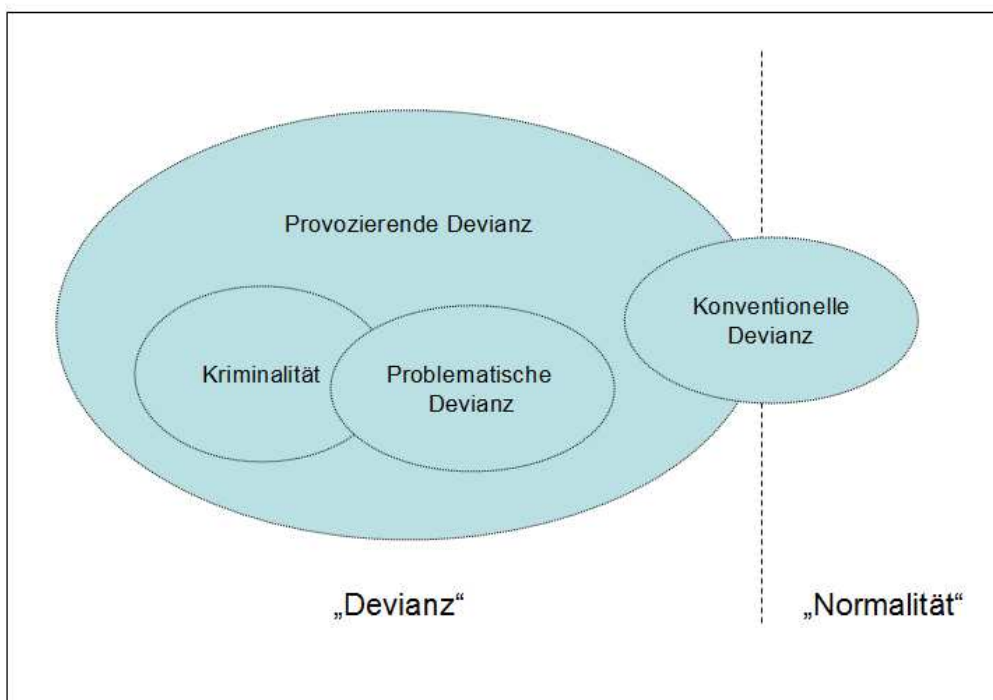 Provozierende Devianz
Konventionelle
Devianz
Kriminalität
Problematische
Devianz
„Devianz“
„Normalität“